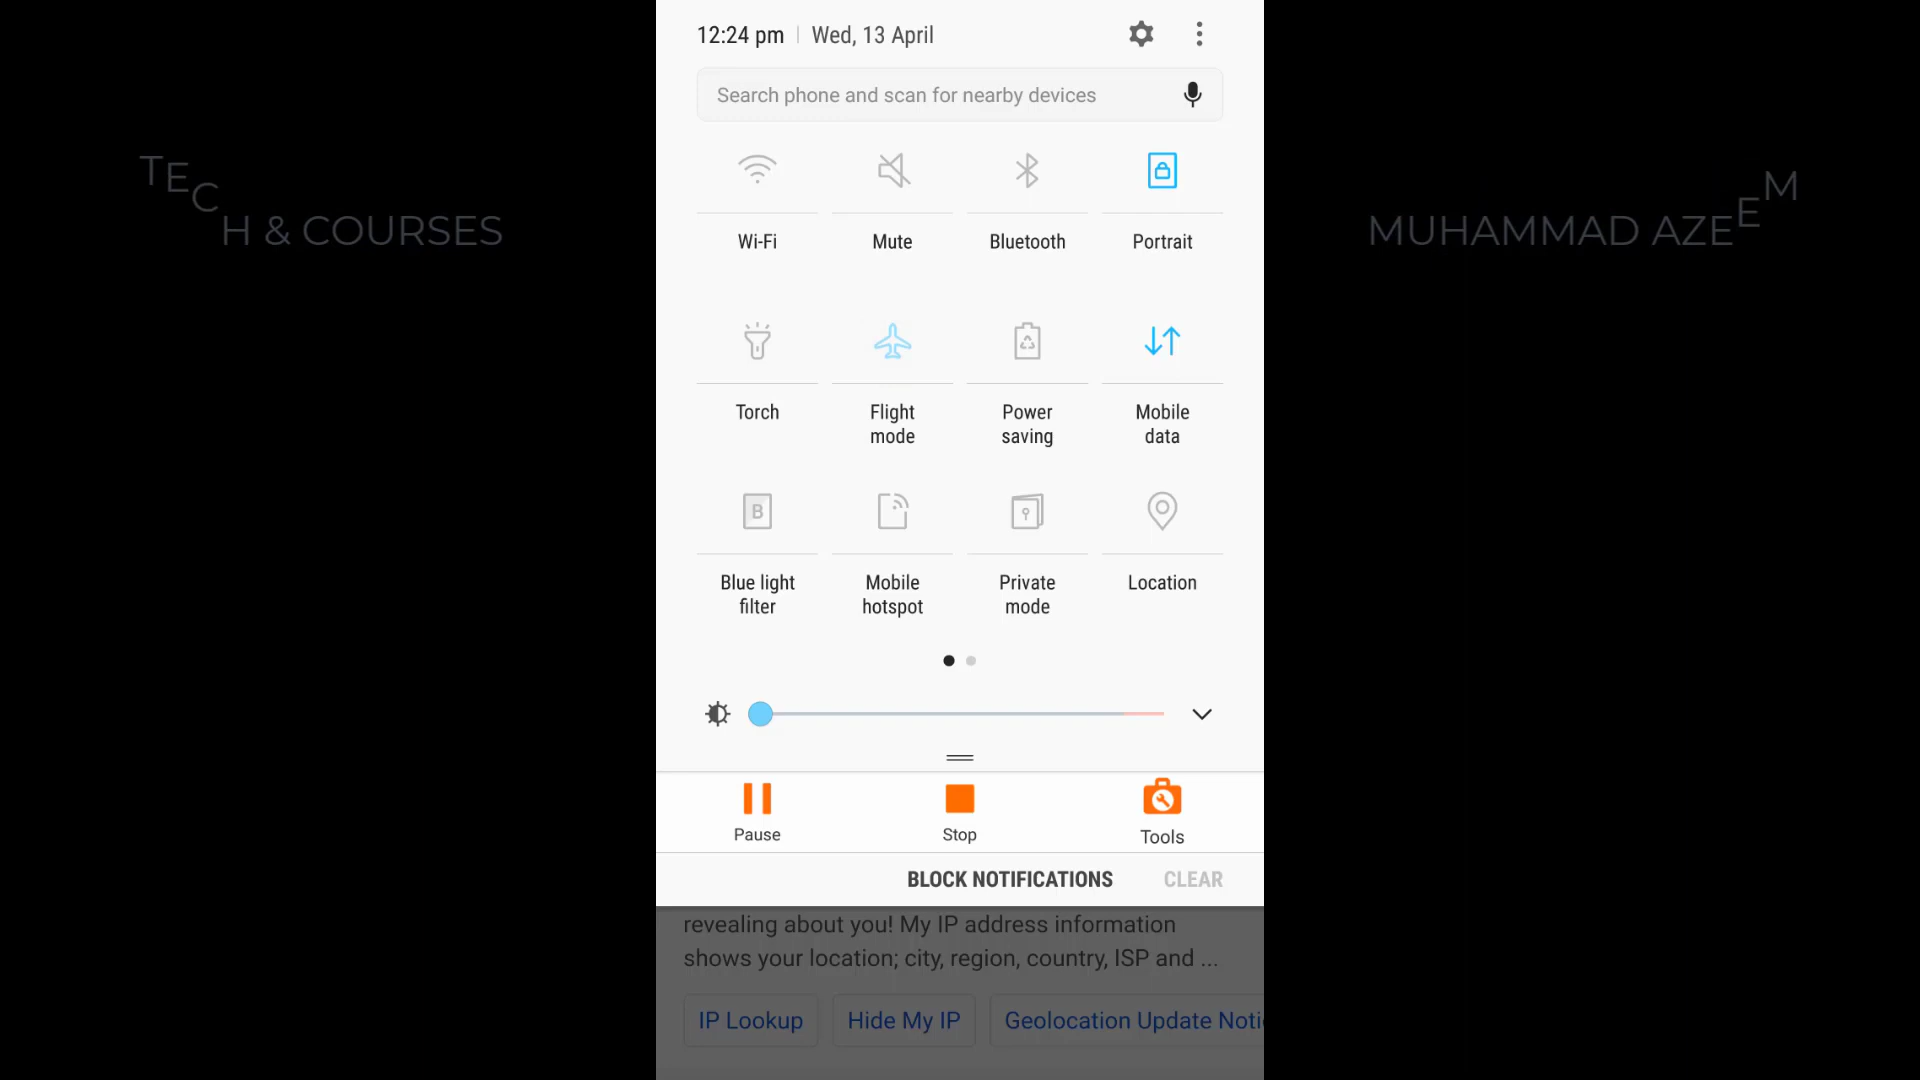 12:24 pm Wed, 13 April
Search phone and scan for nearby devices
TECH & COURSES
MUHAMMAD AZEEM
Wi-Fi Mute Bluetooth Portrait
Torch Flight mode Power saving Mobile data
B
Blue light filter Mobile hotspot Private mode Location
Pause Stop Tools
BLOCK NOTIFICATIONS CLEAR
revealing about you! My IP address information
shows your location; city, region, country, ISP and ...
IP Lookup Hide My IP Geolocation Update Noti